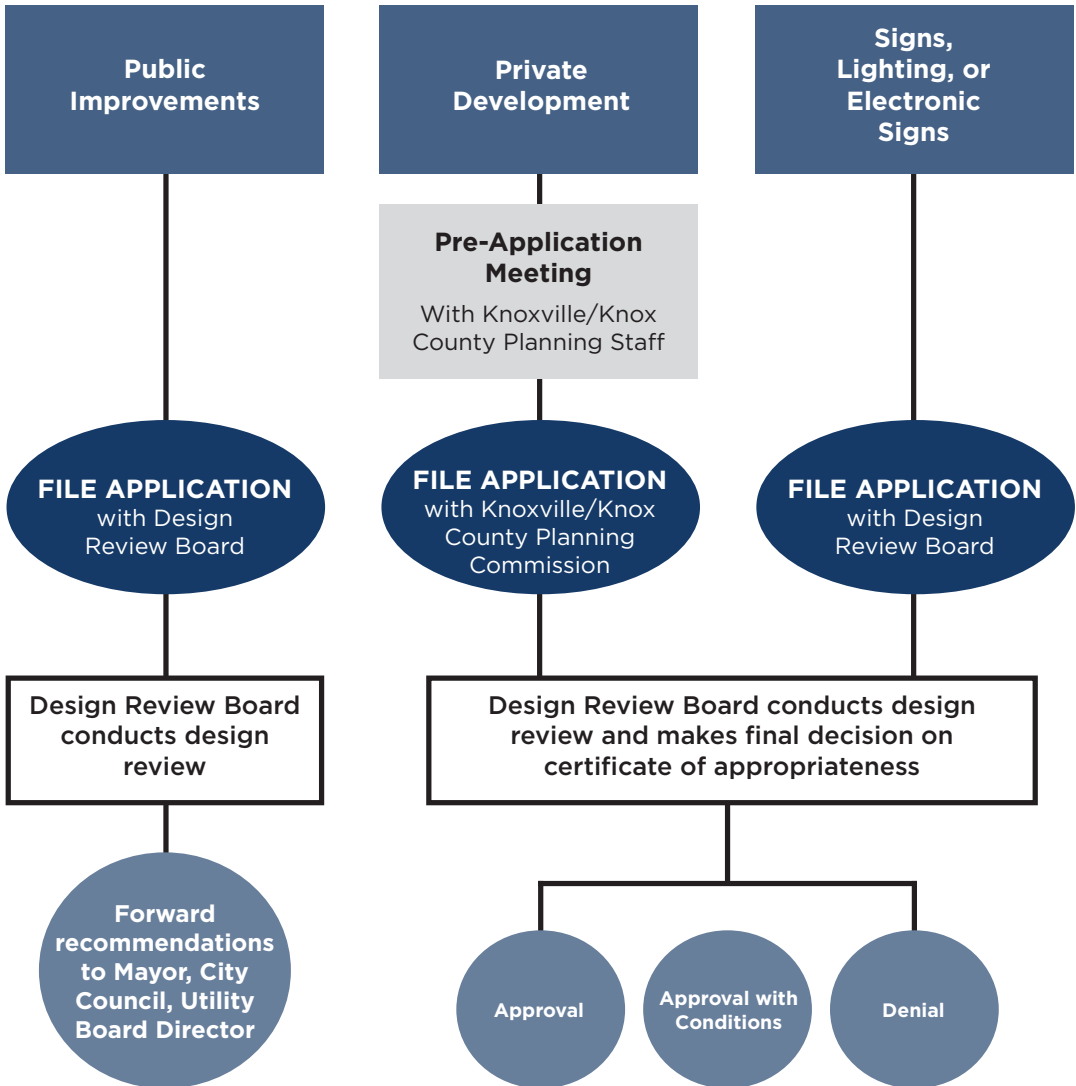 Public
Improvements
Private
Development
Signs,
Lighting, or
Electronic
Signs
Pre-Application
Meeting
With Knoxville/Knox
County Planning Staff
FILE APPLICATION
with Design
Review Board
FILE APPLICATION
with Knoxville/Knox
County Planning
Commission
FILE APPLICATION
with Design
Review Board
Design Review Board
conducts design
review
Design Review Board conducts design
review and makes final decision on
certificate of appropriateness
Forward
recommendations
to Mayor, City
Council, Utility
Board Director
Approval
Approval with
Conditions
Denial